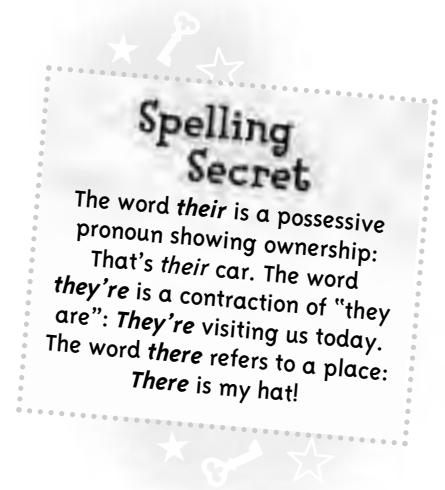 Spelling
Secret
The word their is a possessive
pronoun showing ownership:
That’s their car. The word
they’re is a contraction of “they
are”: They’re visiting us today.
The word there refers to a place:
There is my hat!